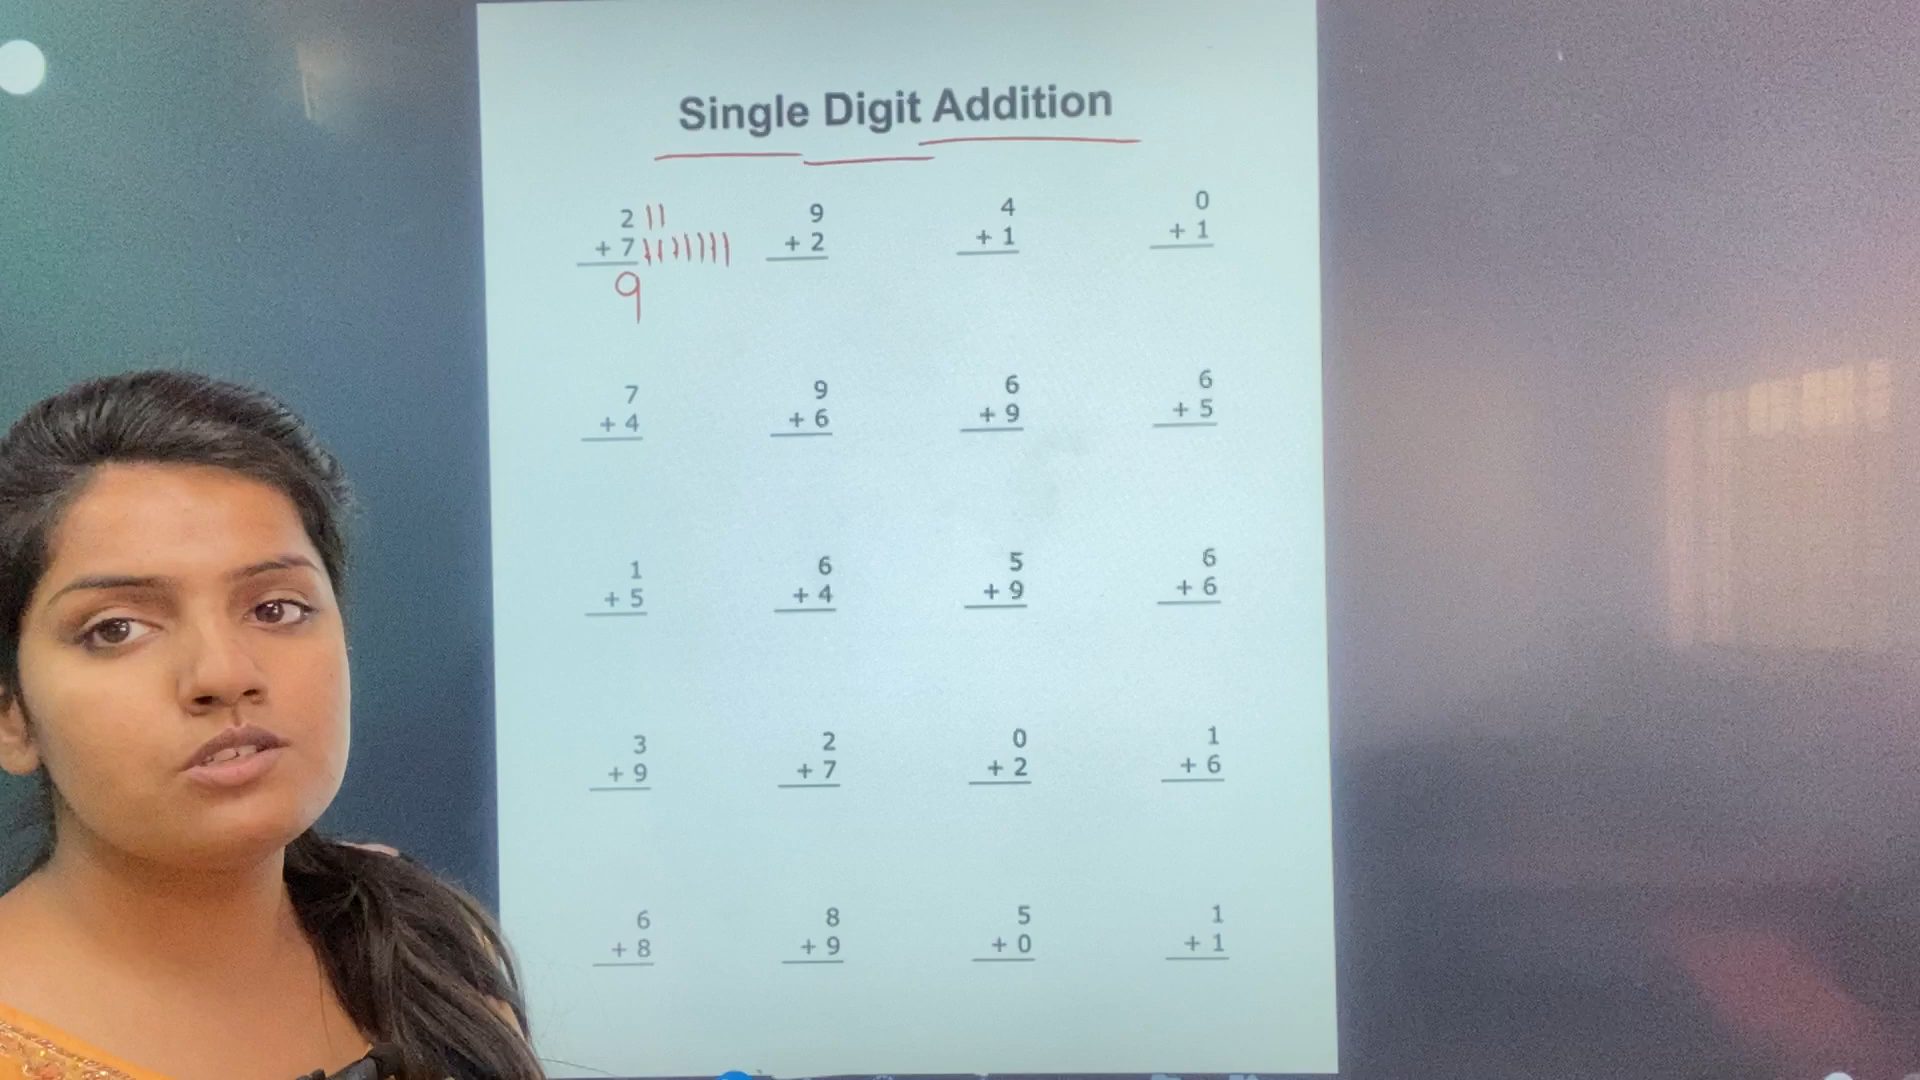 Single Digit Addition
2 9 4 0
+ 7 + 2 + 1 + 1
9
7 9 6 6
+ 4 + 6 + 9 + 5
1 6 5 6
+ 5 + 4 + 9 + 6
3 2 0 1
+ 9 + 7 + 2 + 6
6 8 5 1
+ 8 + 9 + 0 + 1